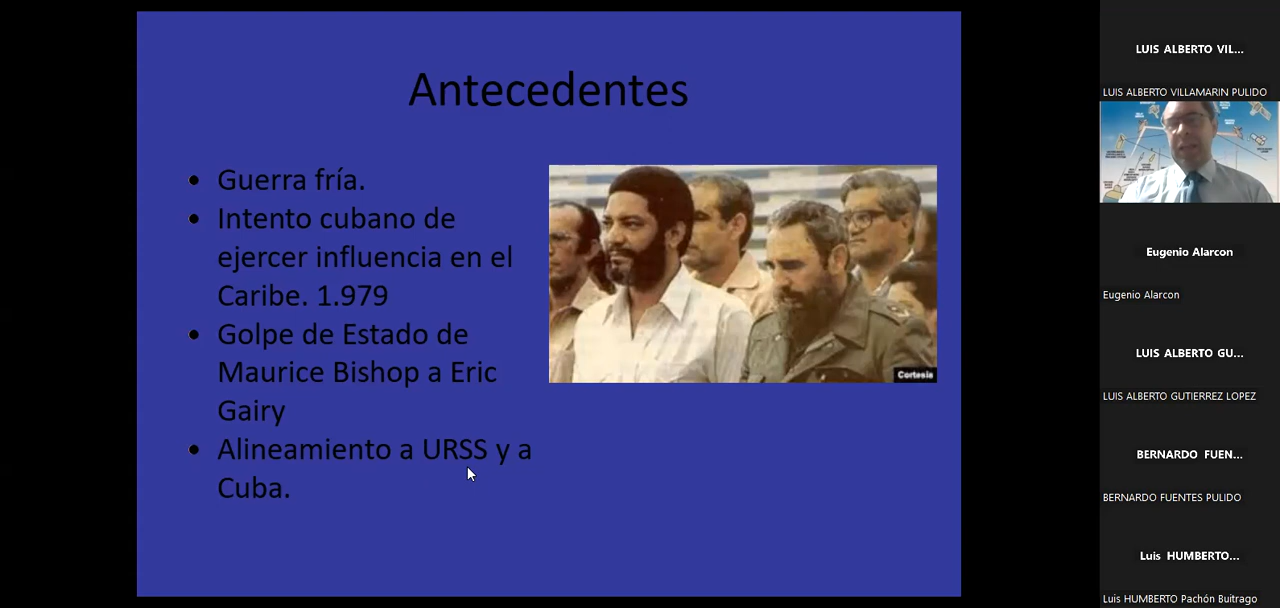 Antecedentes
• Guerra fría.
• Intento cubano de
ejercer influencia en el
Caribe. 1.979
• Golpe de Estado de
Maurice Bishop a Eric
Gairy
• Alineamiento a URSS y a
Cuba.
Cortesía
LUIS ALBERTO VIL...
LUIS ALBERTO VILLAMARIN PULIDO
Eugenio Alarcon
Eugenio Alarcon
LUIS ALBERTO GU...
LUIS ALBERTO GUTIERREZ LOPEZ
BERNARDO FUEN...
BERNARDO FUENTES PULIDO
Luis HUMBERTO...
Luis HUMBERTO Pachón Buitrago